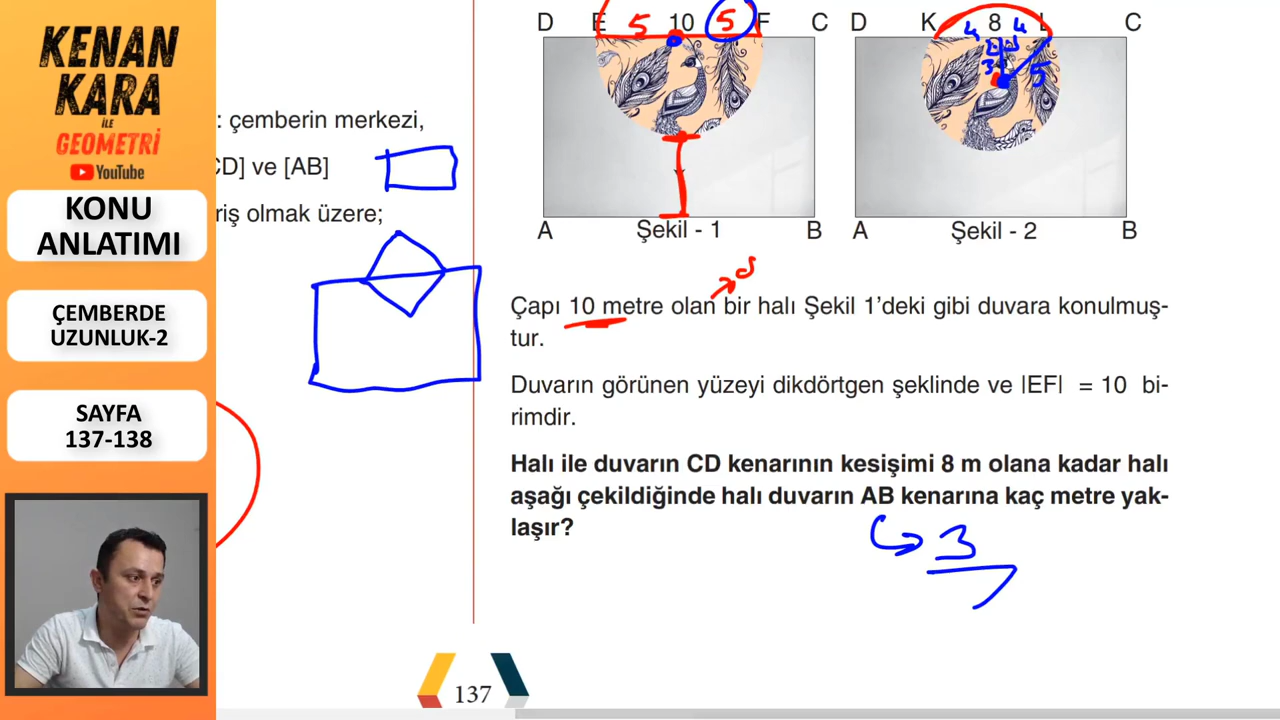 KENAN
KARA
İLE
GEOMETRİ
YouTube
KONU
ANLATIMI
ÇEMBERDE
UZUNLUK-2
SAYFA
137-138
: çemberin merkezi,
CD] ve [AB]
riş olmak üzere;
D E 10 F C
5 5
A B
Şekil - 1
D K 8 L C
4 4
3 5
A B
Şekil - 2
Çapı 10 metre olan bir halı Şekil 1'deki gibi duvara konulmuş-
tur.
Duvarın görünen yüzeyi dikdörtgen şeklinde ve |EF| = 10 bi-
rimdir.
Halı ile duvarın CD kenarının kesişimi 8 m olana kadar halı
aşağı çekildiğinde halı duvarın AB kenarına kaç metre yak-
laşır?
3
137